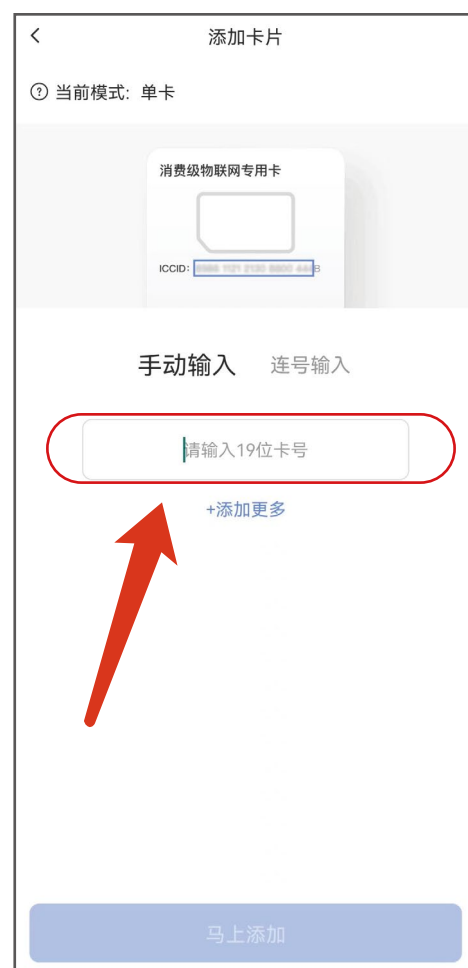 添加卡片
当前模式: 单卡
消费级物联网专用卡
ICCID:
手动输入 连号输入
请输入19位卡号
+添加更多
马上添加